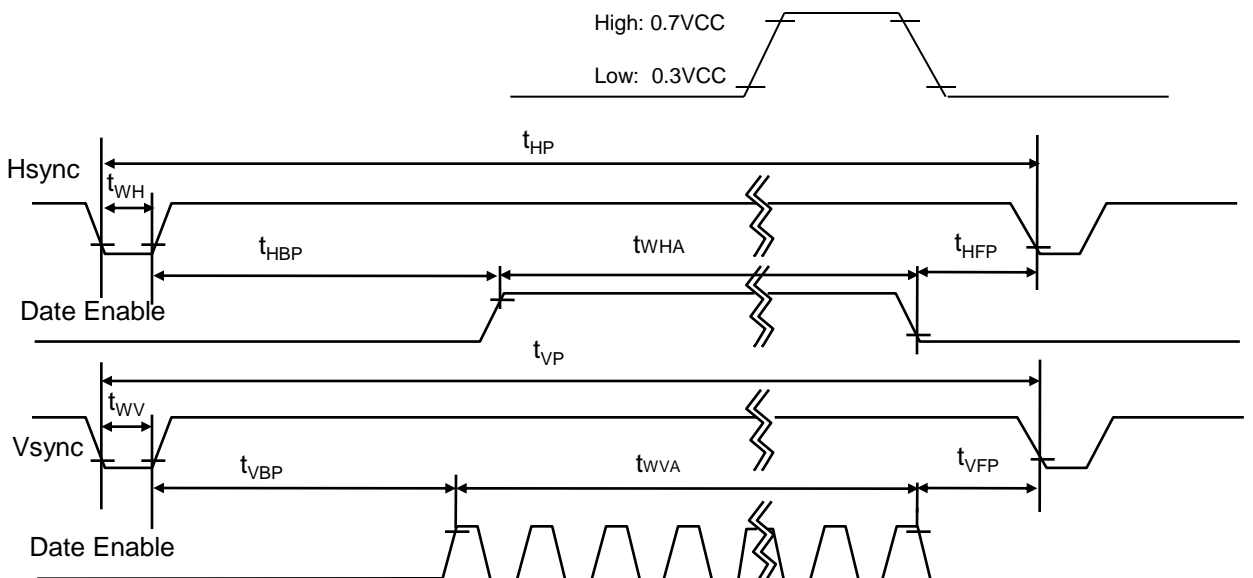 High: 0.7VCC
Low: 0.3VCC
tHP
Hsync
tWH
tHBP
tWHA
tHFP
Date Enable
tVP
tWV
Vsync
tVBP
tWVA
tVFP
Date Enable